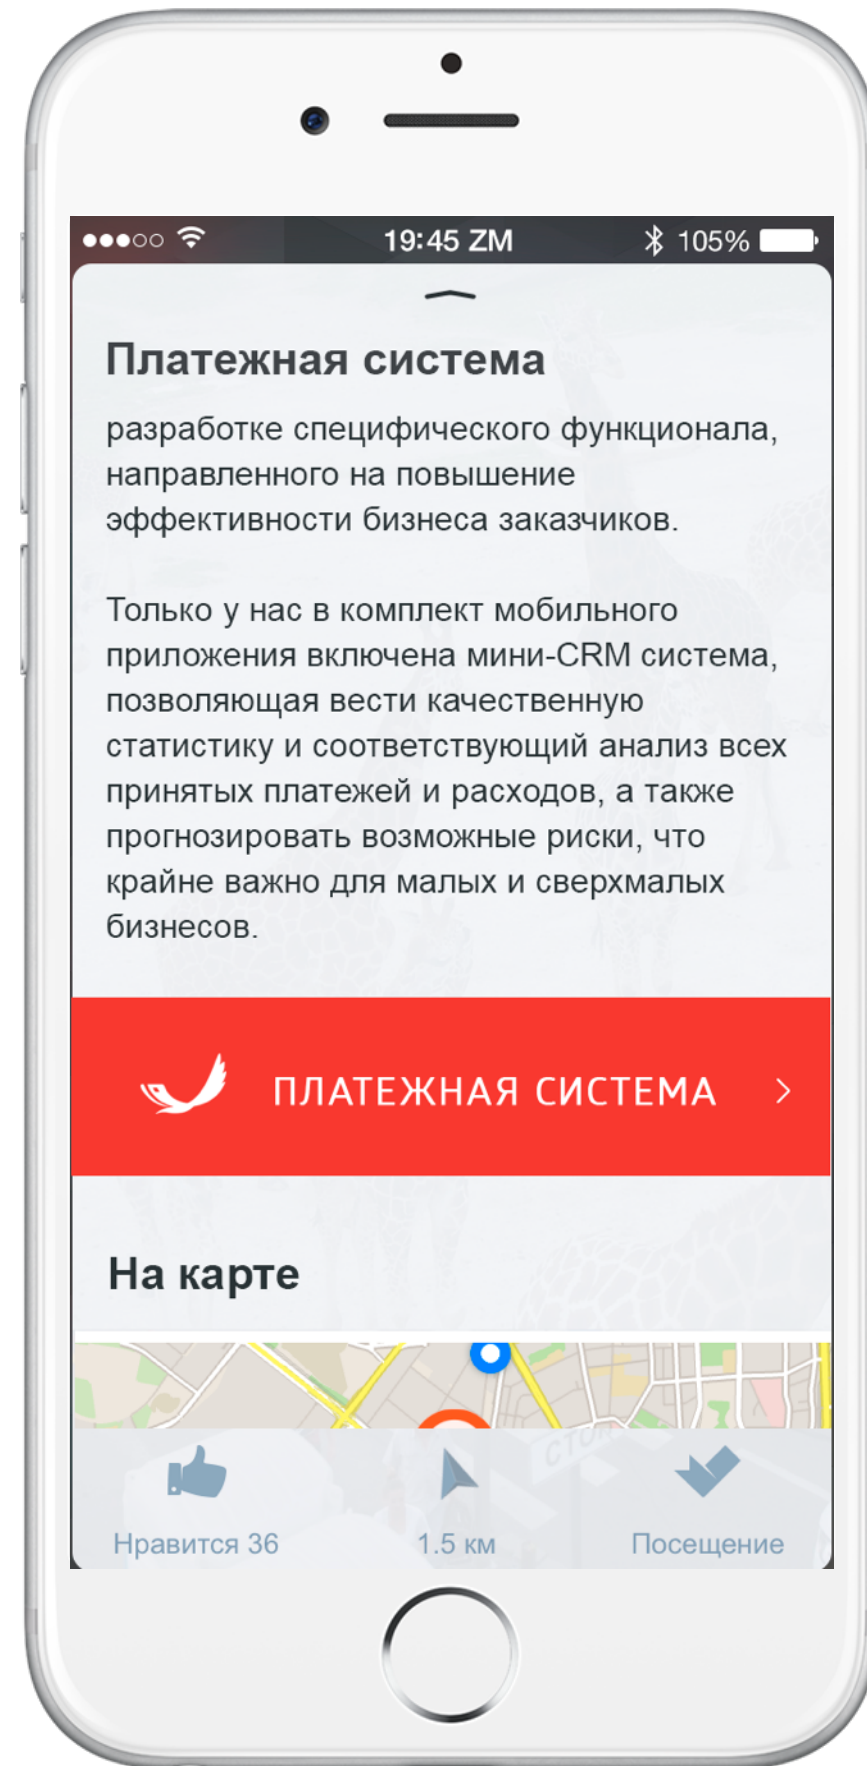 19:45 ZM
105%
Платежная система
разработке специфического функционала,
направленного на повышение
эффективности бизнеса заказчиков.
Только у нас в комплект мобильного
приложения включена мини-CRM система,
позволяющая вести качественную
статистику и соответствующий анализ всех
принятых платежей и расходов, а также
прогнозировать возможные риски, что
крайне важно для малых и сверхмалых
бизнесов.
ПЛАТЕЖНАЯ СИСТЕМА
На карте
Нравится 36
1.5 км
Посещение